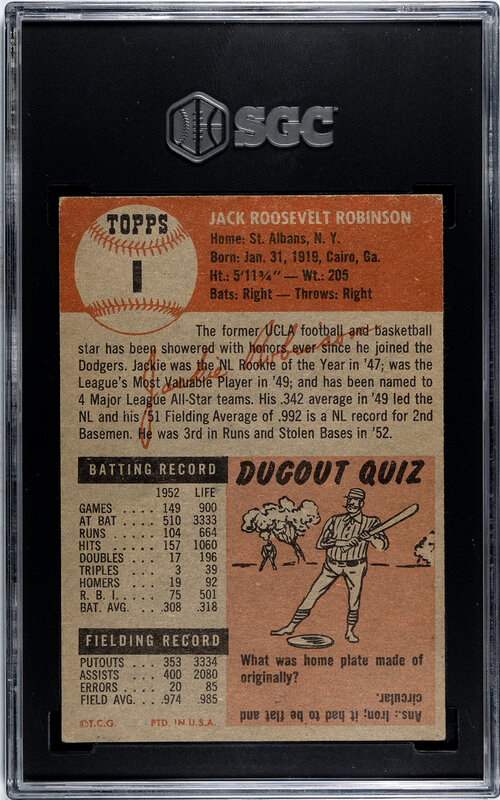 SGC
TOPPS
1
JACK ROOSEVELT ROBINSON
Home: St. Albans, N. Y.
Born: Jan. 31, 1919, Cairo, Ga.
Ht.: 5'11¾" — Wt.: 205
Bats: Right — Throws: Right
The former UCLA football and basketball
star has been showered with honors ever since he joined the
Dodgers. Jackie was the NL Rookie of the Year in '47; was the
League's Most Valuable Player in '49; and has been named to
4 Major League All-Star teams. His .342 average in '49 led the
NL and his '51 Fielding Average of .992 is a NL record for 2nd
Basemen. He was 3rd in Runs and Stolen Bases in '52.
Jackie Robinson
BATTING RECORD
1952 LIFE
GAMES . . . . 149 900
AT BAT . . . . 510 3333
RUNS . . . . 104 664
HITS . . . . 157 1060
DOUBLES . . . 17 196
TRIPLES . . . 3 39
HOMERS . . . 19 92
R. B. I. . . . . 75 501
BAT. AVG. . . .308 .318
FIELDING RECORD
PUTOUTS . . . 353 3334
ASSISTS . . . 400 2080
ERRORS . . . 20 85
FIELD AVG. . . .974 .985
©T.C.G. PTD. IN U.S.A.
DUGOUT QUIZ
What was home plate made of
originally?
Ans.: Iron; it had to be flat and
circular.